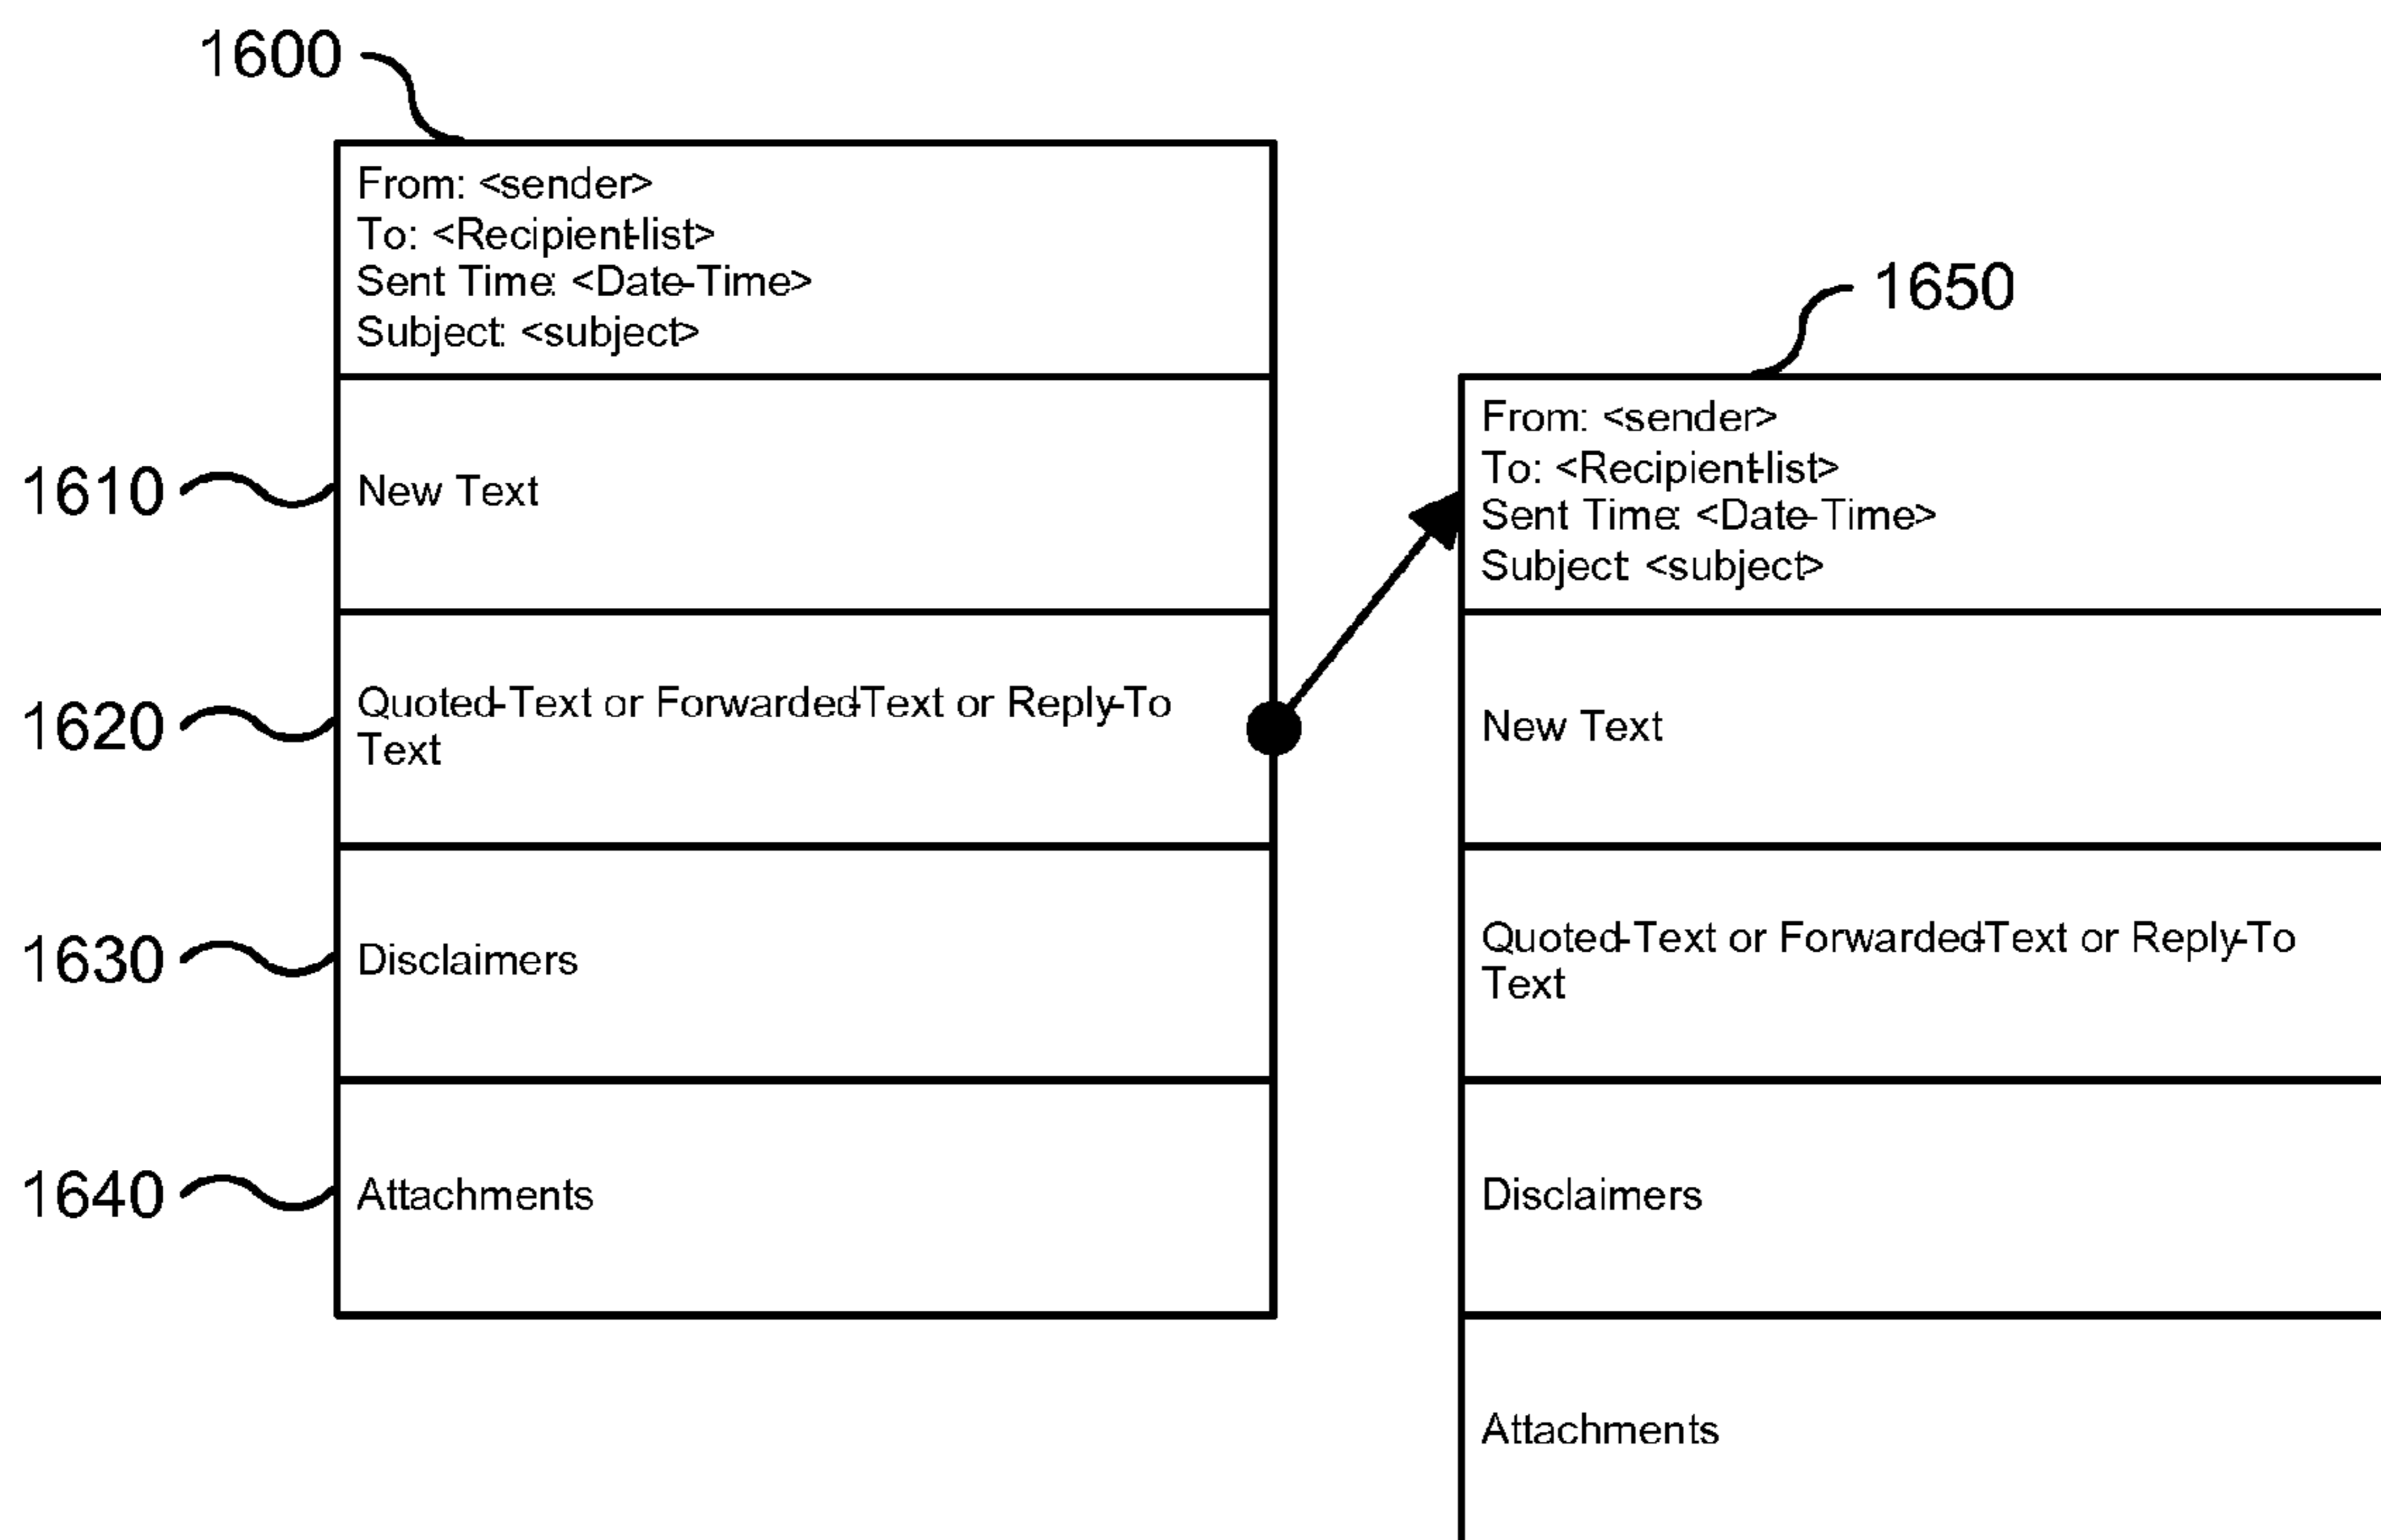 1600
From: <sender>
To: <Recipient-list>
Sent Time: <Date-Time>
Subject: <subject>
1610
New Text
1620
Quoted-Text or Forwarded-Text or Reply-To
Text
1630
Disclaimers
1640
Attachments
1650
From: <sender>
To: <Recipient-list>
Sent Time: <Date-Time>
Subject: <subject>
New Text
Quoted-Text or Forwarded-Text or Reply-To
Text
Disclaimers
Attachments